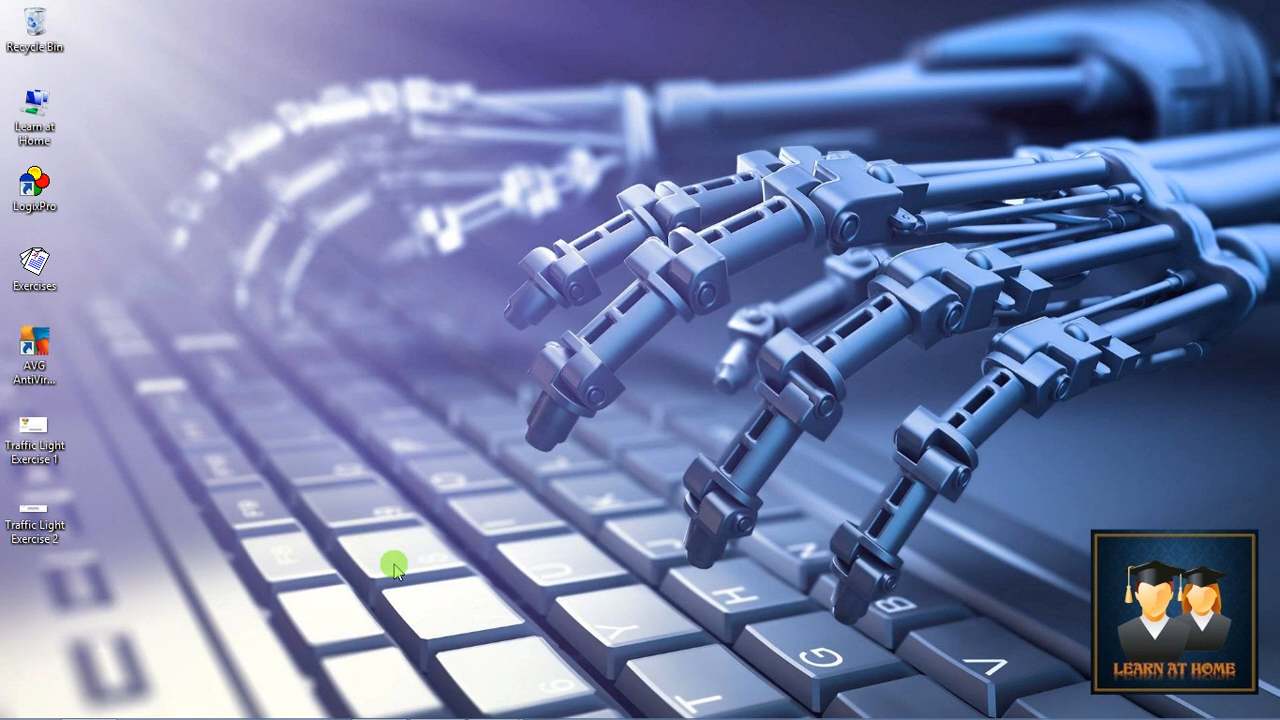 Recycle Bin
Learn at
Home
LogixPro
Exercises
AVG
AntiVir...
Traffic Light
Exercise 1
Traffic Light
Exercise 2
U
H
Y
G
T
B
N
V
6
LEARN AT HOME